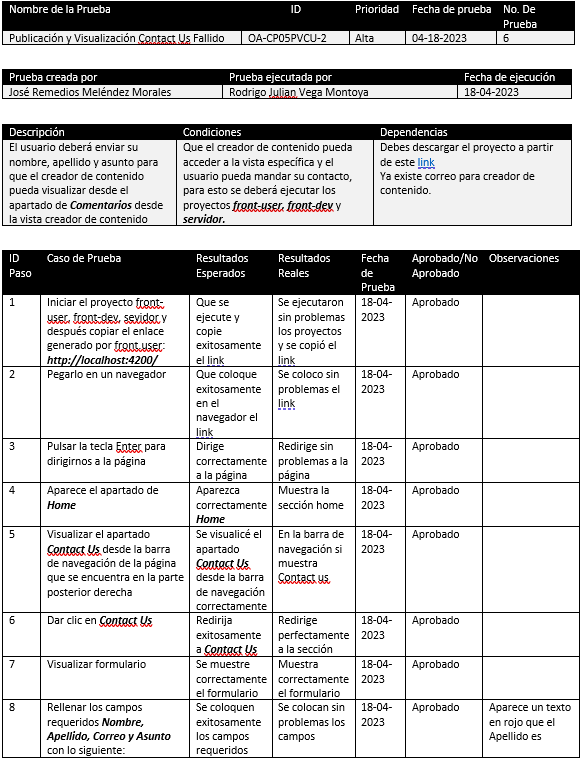 Nombre de la Prueba ID Prioridad Fecha de prueba No. De
Prueba
Publicación y Visualización Contact Us Fallido OA-CP05PVCU-2 Alta 04-18-2023 6
Prueba creada por Prueba ejecutada por Fecha de ejecución
José Remedios Meléndez Morales Rodrigo Julian Vega Montoya 18-04-2023
Descripción Condiciones Dependencias
El usuario deberá enviar su Que el creador de contenido pueda Debes descargar el proyecto a partir
nombre, apellido y asunto para acceder a la vista específica y el de este link
que el creador de contenido usuario pueda mandar su contacto, Ya existe correo para creador de
pueda visualizar desde el para esto se deberá ejecutar los contenido.
apartado de Comentarios desde proyectos front-user, front-dev y
la vista creador de contenido servidor.
ID Caso de Prueba Resultados Resultados Fecha Aprobado/No Observaciones
Paso Esperados Reales de Aprobado
Prueba
1 Iniciar el proyecto front- Que se Se ejecutaron 18-04- Aprobado
user, front-dev, sevidor y ejecute y sin problemas 2023
después copiar el enlace copie los proyectos
generado por front.user: exitosamente y se copió el
http://localhost:4200/ el link link
2 Pegarlo en un navegador Que coloque Se coloco sin 18-04- Aprobado
exitosamente problemas el 2023
en el link
navegador el
link
3 Pulsar la tecla Enter para Dirige Redirige sin 18-04- Aprobado
dirigirnos a la página correctamente problemas a la 2023
a la página página
4 Aparece el apartado de Aparezca Muestra la 18-04- Aprobado
Home correctamente sección home 2023
Home
5 Visualizar el apartado Se visualicé el En la barra de 18-04- Aprobado
Contact Us desde la barra apartado navegación si 2023
de navegación de la página Contact Us muestra
que se encuentra en la parte desde la barra Contact us
posterior derecha de navegación
correctamente
6 Dar clic en Contact Us Redirija Redirige 18-04- Aprobado
exitosamente perfectamente 2023
a Contact Us a la sección
7 Visualizar formulario Se muestre Muestra 18-04- Aprobado
correctamente correctamente 2023
el formulario el formulario
8 Rellenar los campos Se coloquen Se colocan sin 18-04- Aprobado Aparece un texto
requeridos Nombre, exitosamente problemas los 2023 en rojo que el
Apellido, Correo y Asunto los campos campos Apellido es
con lo siguiente: requeridos